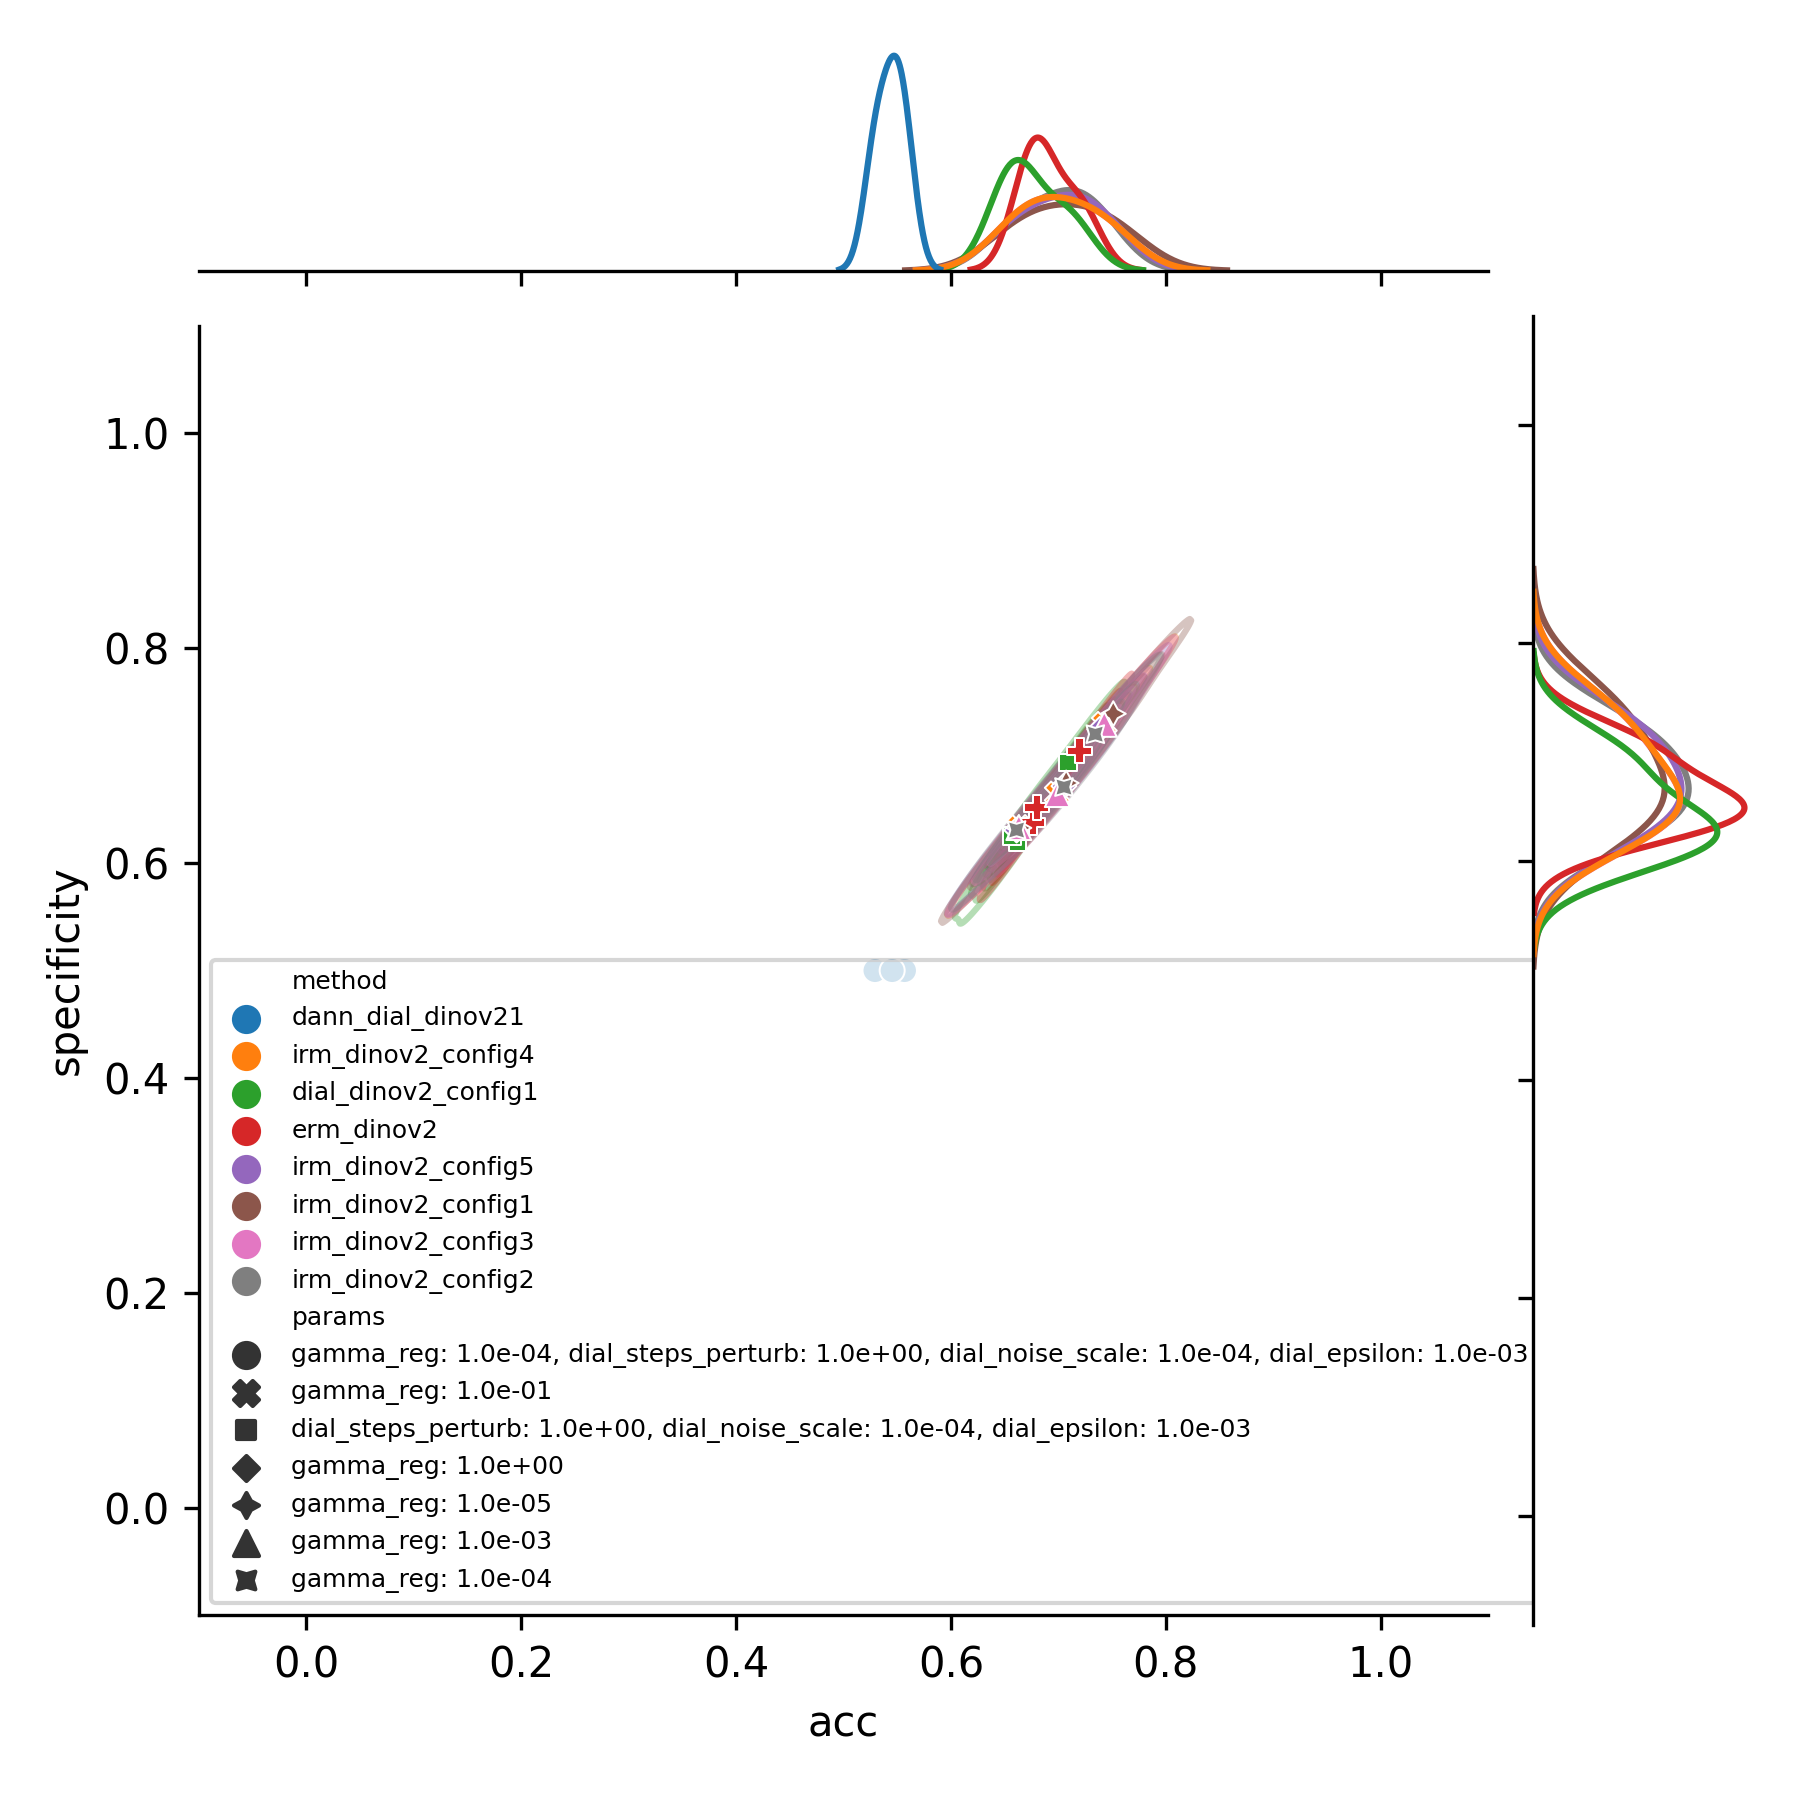 1.0
0.8
0.6
0.4
0.2
0.0
specificity
method
dann_dial_dinov21
irm_dinov2_config4
dial_dinov2_config1
erm_dinov2
irm_dinov2_config5
irm_dinov2_config1
irm_dinov2_config3
irm_dinov2_config2
params
gamma_reg: 1.0e-04, dial_steps_perturb: 1.0e+00, dial_noise_scale: 1.0e-04, dial_epsilon: 1.0e-03
gamma_reg: 1.0e-01
dial_steps_perturb: 1.0e+00, dial_noise_scale: 1.0e-04, dial_epsilon: 1.0e-03
gamma_reg: 1.0e+00
gamma_reg: 1.0e-05
gamma_reg: 1.0e-03
gamma_reg: 1.0e-04
0.0 0.2 0.4 0.6 0.8 1.0
acc